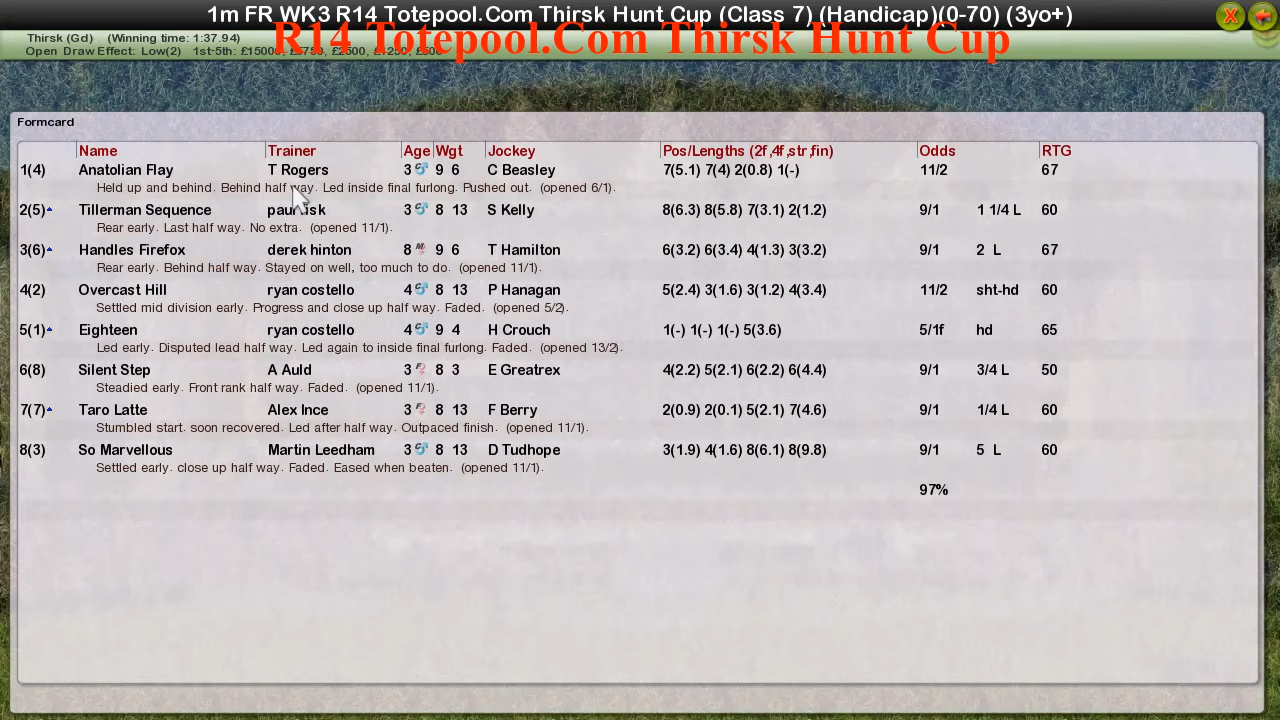 1m FR WK3 R14 Totepool.Com Thirsk Hunt Cup (Class 7) (Handicap)(0-70) (3yo+)
R14 Totepool.Com Thirsk Hunt Cup
Thirsk (Gd) (Winning time: 1:37.94)
Open Draw Effect: Low(2) 1st-5th: £15000,
Formcard
Name Trainer Age Wgt Jockey Pos/Lengths (2f,4f,str,fin) Odds RTG
1(4) Anatolian Flay T Rogers 3 9 6 C Beasley 7(5.1) 7(4) 2(0.8) 1(-) 11/2 67
Held up and behind. Behind half way. Led inside final furlong. Pushed out. (opened 6/1).
2(5) Tillerman Sequence 3 8 13 S Kelly 8(6.3) 8(5.8) 7(3.1) 2(1.2) 9/1 1 1/4 L 60
Rear early. Last half way. No extra. (opened 11/1).
3(6) Handles Firefox derek hinton 8 9 6 T Hamilton 6(3.2) 6(3.4) 4(1.3) 3(3.2) 9/1 2 L 67
Rear early. Behind half way. Stayed on well, too much to do. (opened 11/1).
4(2) Overcast Hill ryan costello 4 8 13 P Hanagan 5(2.4) 3(1.6) 3(1.2) 4(3.4) 11/2 sht-hd 60
Settled mid division early. Progress and close up half way. Faded. (opened 5/2).
5(1) Eighteen ryan costello 4 9 4 H Crouch 1(-) 1(-) 1(-) 5(3.6) 5/1f hd 65
Led early. Disputed lead half way. Led again to inside final furlong. Faded. (opened 13/2).
6(8) Silent Step A Auld 3 8 3 E Greatrex 4(2.2) 5(2.1) 6(2.2) 6(4.4) 9/1 3/4 L 50
Steadied early. Front rank half way. Faded. (opened 11/1).
7(7) Taro Latte Alex Ince 3 8 13 F Berry 2(0.9) 2(0.1) 5(2.1) 7(4.6) 9/1 1/4 L 60
Stumbled start. soon recovered. Led after half way. Outpaced finish. (opened 11/1).
8(3) So Marvellous Martin Leedham 3 8 13 D Tudhope 3(1.9) 4(1.6) 8(6.1) 8(9.8) 9/1 5 L 60
Settled early. close up half way. Faded. Eased when beaten. (opened 11/1).
97%